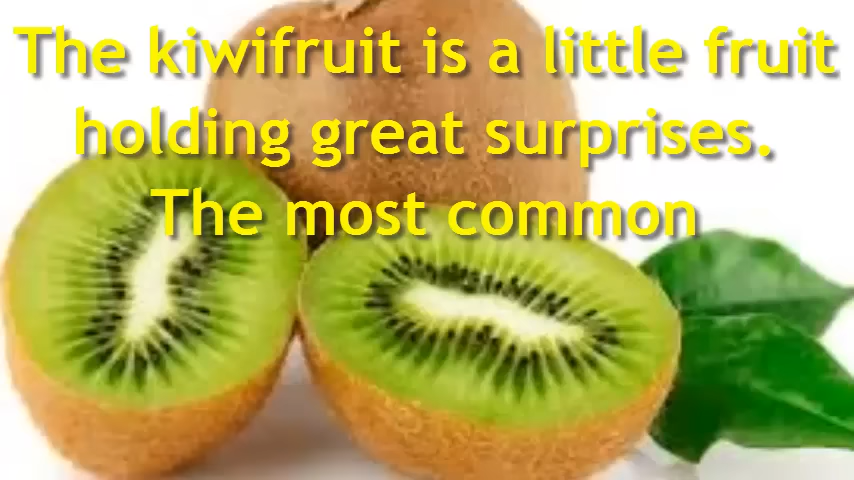 The kiwifruit is a little fruit
holding great surprises.
The most common